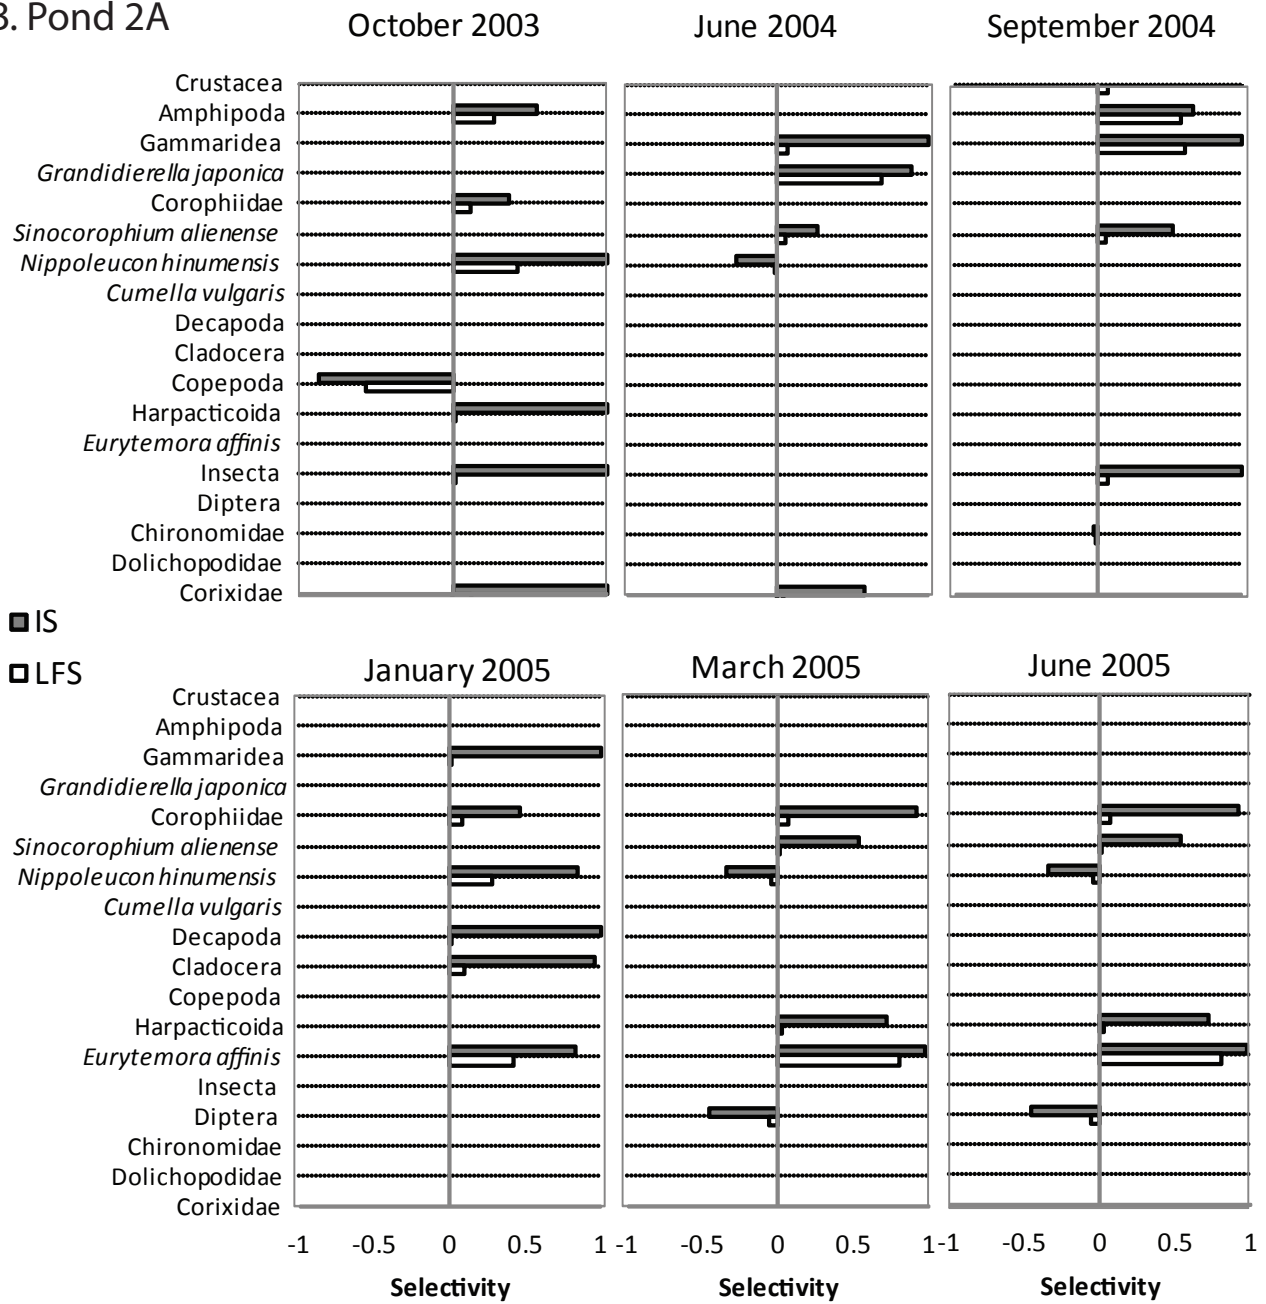 3. Pond 2A
October 2003
June 2004
September 2004
Crustacea
Amphipoda
Gammaridea
Grandidierella japonica
Corophiidae
Sinocorophium alienense
Nippoleucon hinumensis
Cumella vulgaris
Decapoda
Cladocera
Copepoda
Harpacticoida
Eurytemora affinis
Insecta
Diptera
Chironomidae
Dolichopodidae
Corixidae
IS
LFS
January 2005
March 2005
June 2005
Crustacea
Amphipoda
Gammaridea
Grandidierella japonica
Corophiidae
Sinocorophium alienense
Nippoleucon hinumensis
Cumella vulgaris
Decapoda
Cladocera
Copepoda
Harpacticoida
Eurytemora affinis
Insecta
Diptera
Chironomidae
Dolichopodidae
Corixidae
-1 -0.5 0 0.5 1
-1 -0.5 0 0.5 1
-1 -0.5 0 0.5 1
Selectivity
Selectivity
Selectivity